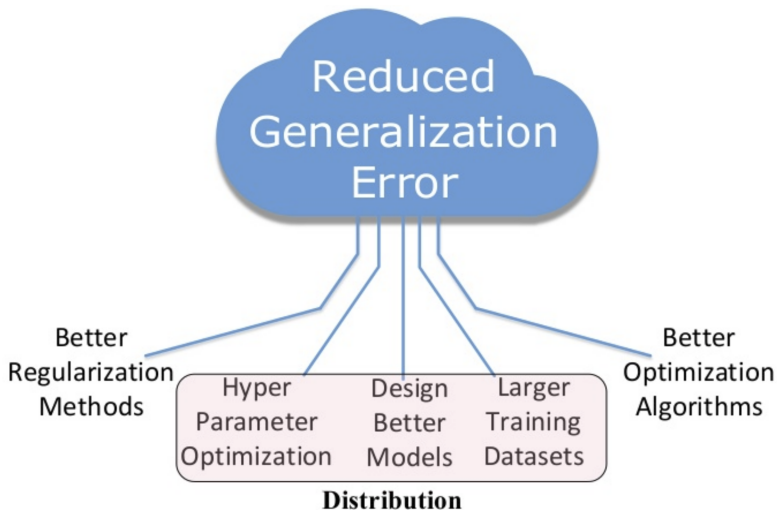 Reduced
Generalization
Error
Better
Regularization
Methods
Hyper
Parameter
Optimization
Design
Better
Models
Larger
Training
Datasets
Better
Optimization
Algorithms
Distribution